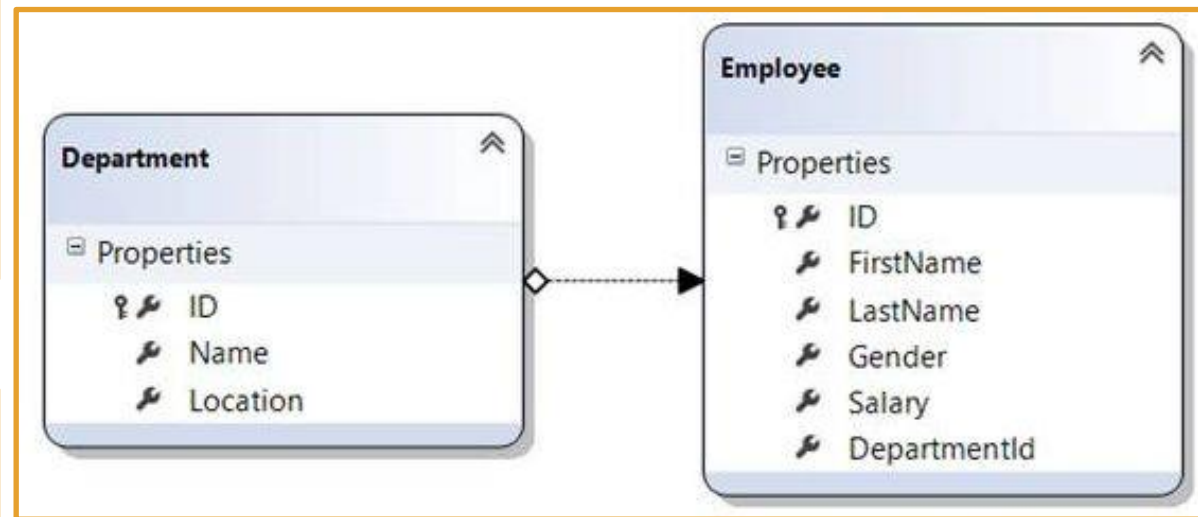 Department
Properties
ID
Name
Location
Employee
Properties
ID
FirstName
LastName
Gender
Salary
DepartmentId